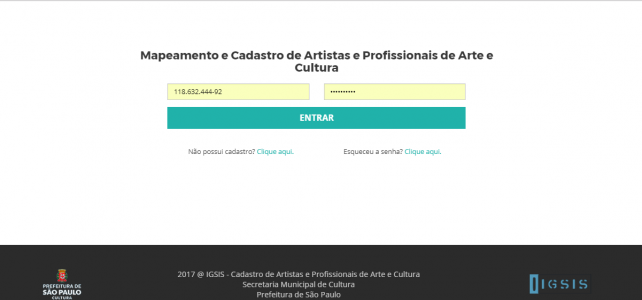 Mapeamento e Cadastro de Artistas e Profissionais de Arte e
Cultura
118.632.444-92 ••••••••••
ENTRAR
Não possui cadastro? Clique aqui. Esqueceu a senha? Clique aqui.
2017 @ IGSIS - Cadastro de Artistas e Profissionais de Arte e Cultura
Secretaria Municipal de Cultura
Prefeitura de São Paulo
PREFEITURA DE
SÃO PAULO
CULTURA
IGSIS